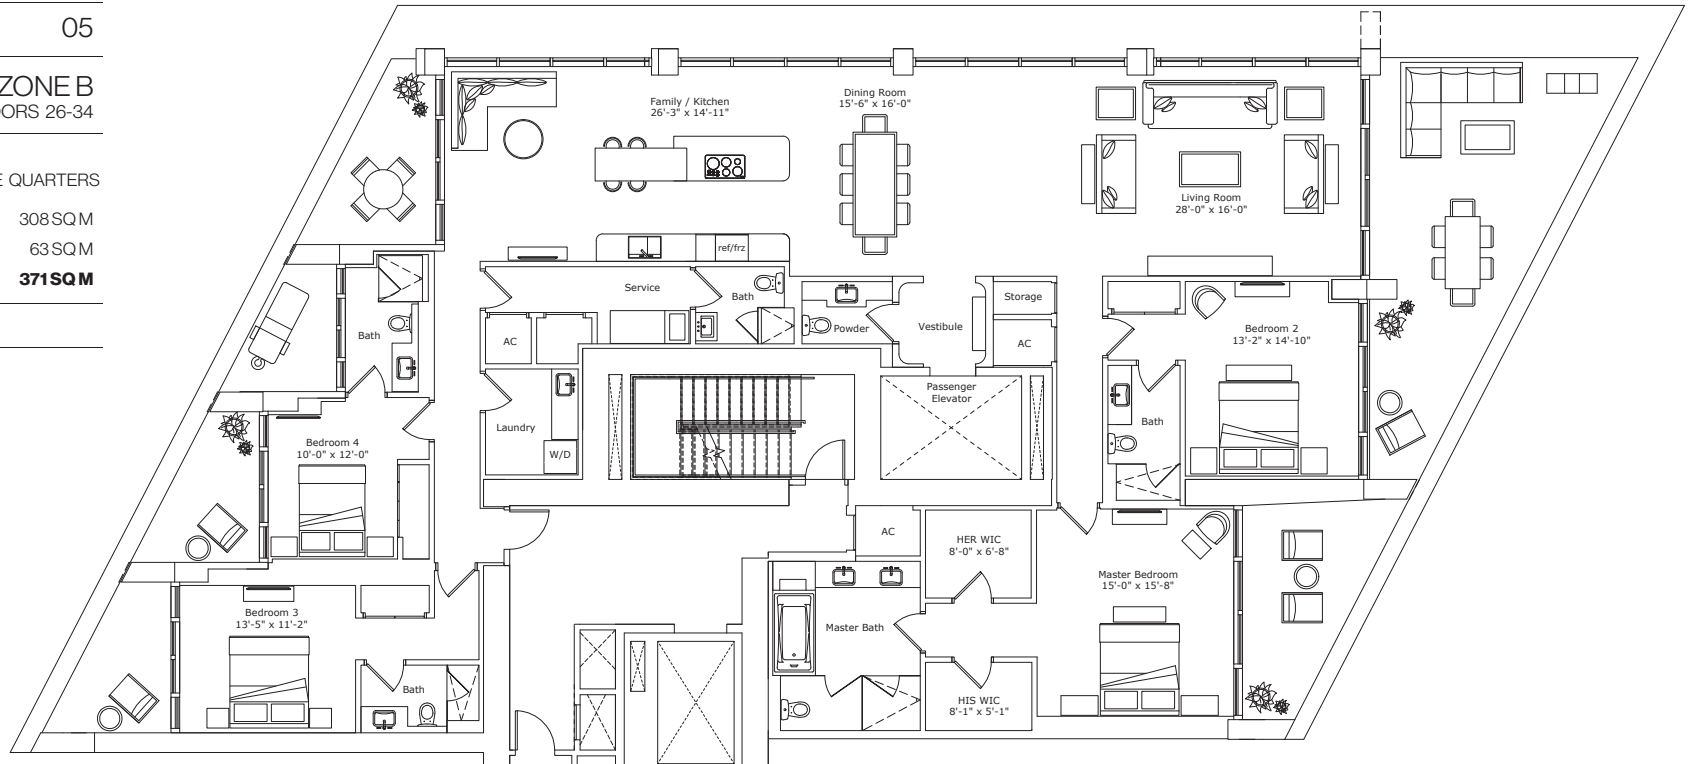 05
ZONE B
ORS 26-34
QUARTERS
308 SQ M
63 SQ M
371 SQ M
Family / Kitchen
26'-3" x 14'-11"
Dining Room
15'-6" x 16'-0"
Living Room
28'-0" x 16'-0"
ref/frz
Service
Bath
Powder
Vestibule
Storage
AC
AC
Bath
Bedroom 2
13'-2" x 14'-10"
Passenger
Elevator
Laundry
W/D
Bath
Bedroom 4
10'-0" x 12'-0"
AC
HER WIC
8'-0" x 6'-8"
Master Bedroom
15'-0" x 15'-8"
Bedroom 3
13'-5" x 11'-2"
Master Bath
Bath
HIS WIC
8'-1" x 5'-1"